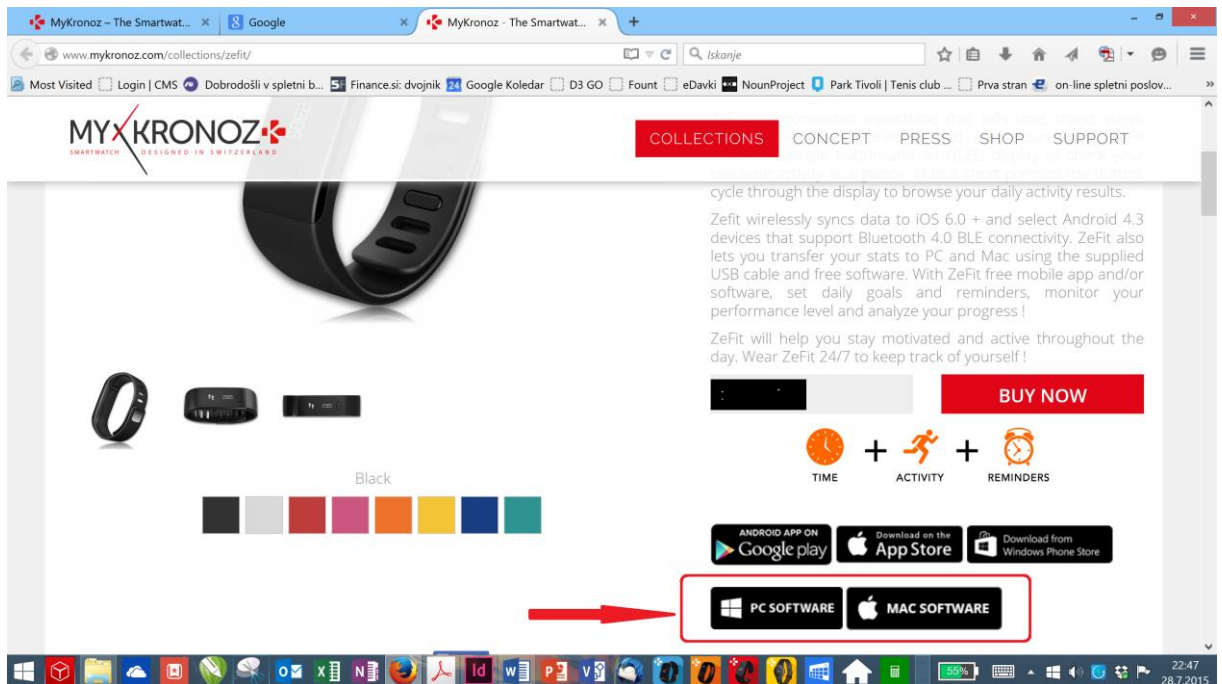 MyKronoz – The Smartwat...
Google
MyKronoz - The Smartwat...
www.mykronoz.com/collections/zefit/
Iskanje
Most Visited
Login | CMS
Dobrodošli v spletni b...
Finance.si: dvojnik
24
Google Koledar
D3 GO
Fount
eDavki
NounProject
Park Tivoli | Tenis club ...
Prva stran
on-line spletni poslov...
MYKRONOZ
SMARTWATCH DESIGNED IN SWITZERLAND
COLLECTIONS
CONCEPT
PRESS
SHOP
SUPPORT
cycle through the display to browse your daily activity results.
Zefit wirelessly syncs data to iOS 6.0 + and select Android 4.3
devices that support Bluetooth 4.0 BLE connectivity. ZeFit also
lets you transfer your stats to PC and Mac using the supplied
USB cable and free software. With ZeFit free mobile app and/or
software, set daily goals and reminders, monitor your
performance level and analyze your progress !
ZeFit will help you stay motivated and active throughout the
day. Wear ZeFit 24/7 to keep track of yourself !
BUY NOW
+ +
TIME
ACTIVITY
REMINDERS
Black
ANDROID APP ON
Google play
Download on the
App Store
Download from
Windows Phone Store
PC SOFTWARE
MAC SOFTWARE
55%
22:47
28.7.2015